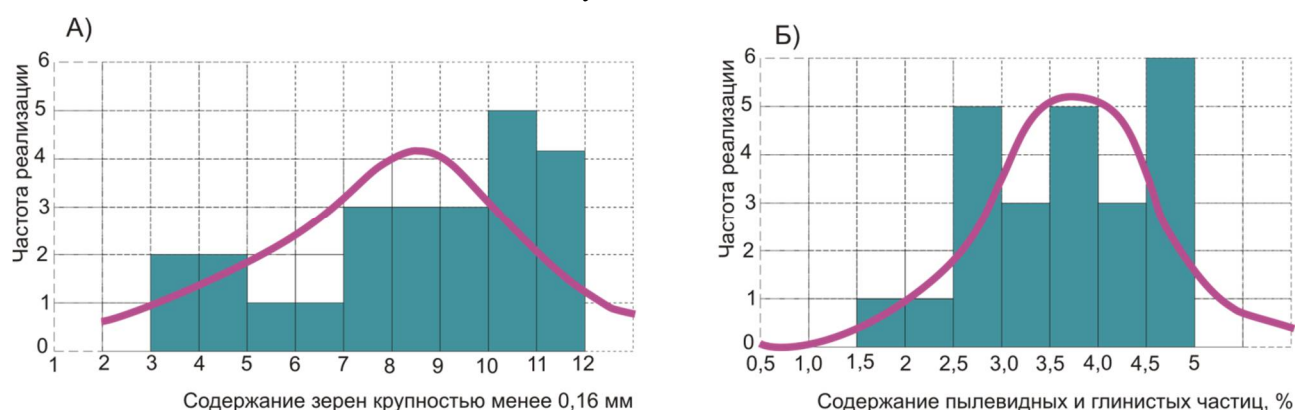 А)
Частота реализации
6
5
4
3
2
1
0
1 2 3 4 5 6 7 8 9 10 11 12
Содержание зерен крупностью менее 0,16 мм
Б)
Частота реализации
6
5
4
3
2
1
0
0,5 1,0 1,5 2 2,5 3,0 3,5 4,0 4,5 5
Содержание пылевидных и глинистых частиц, %